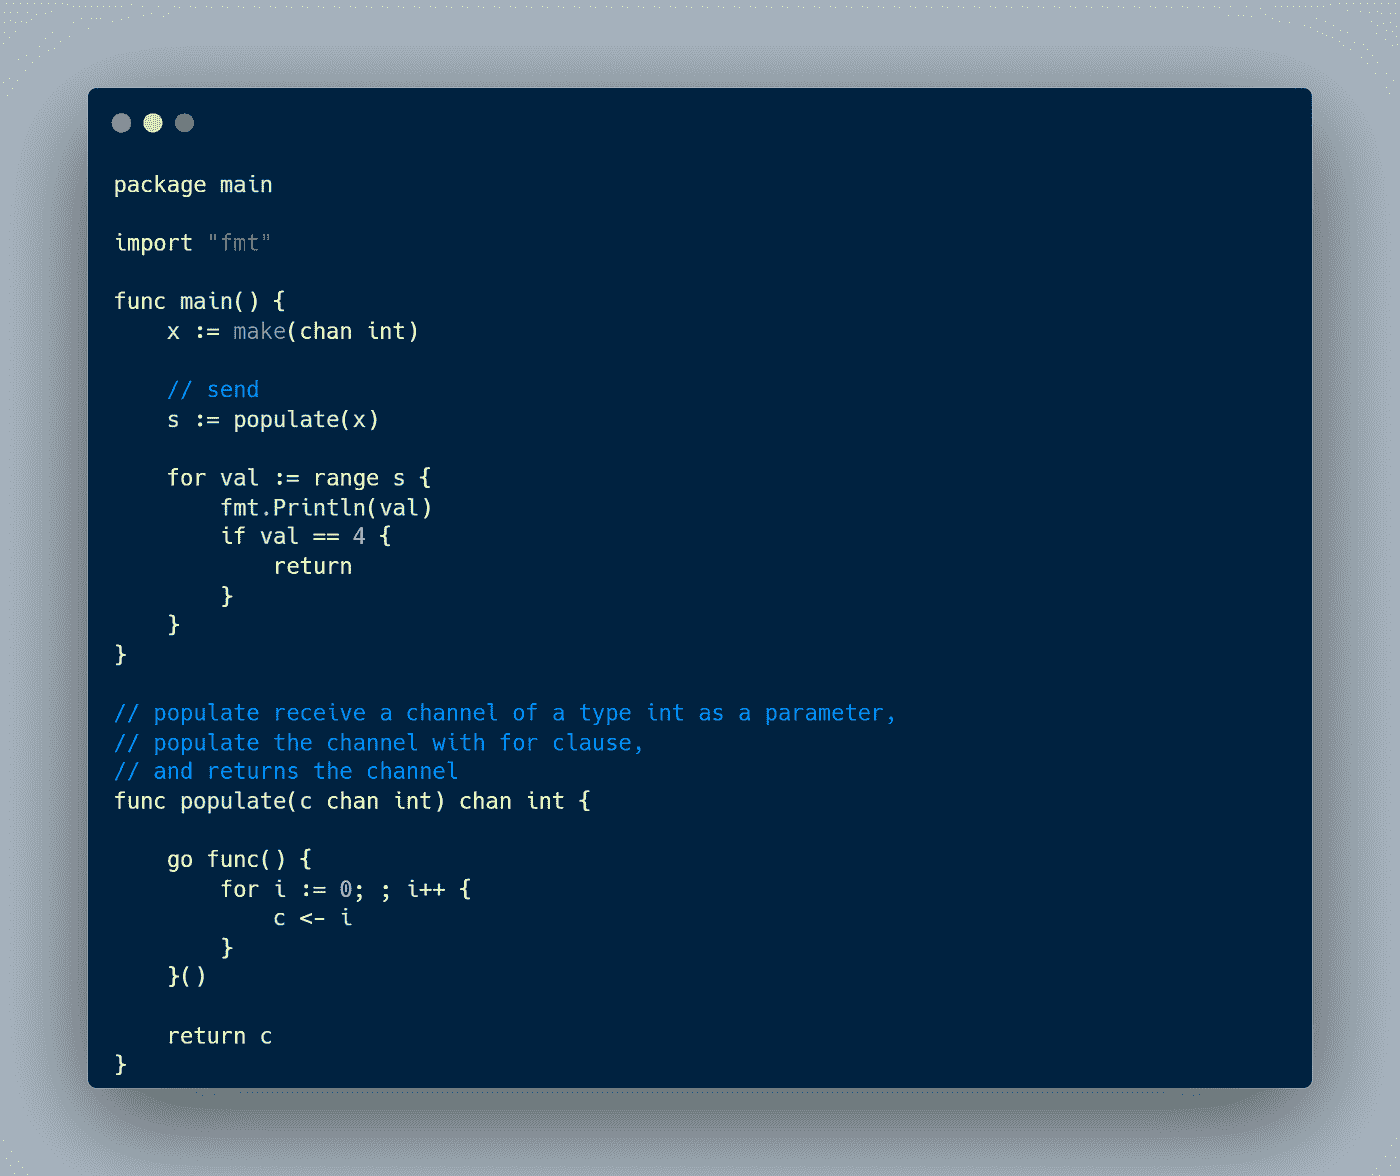 package main

import "fmt"

func main() {
    x := make(chan int)

    // send
    s := populate(x)

    for val := range s {
        fmt.Println(val)
        if val == 4 {
            return
        }
    }
}

// populate receive a channel of a type int as a parameter,
// populate the channel with for clause,
// and returns the channel
func populate(c chan int) chan int {

    go func() {
        for i := 0; ; i++ {
            c <- i
        }
    }()

    return c
}